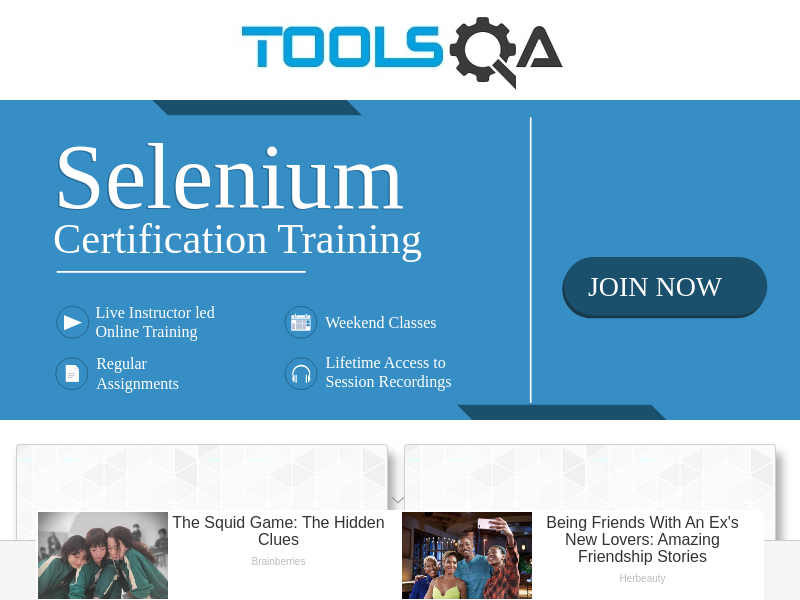 TOOLSQA
Selenium
Certification Training
JOIN NOW
Live Instructor led
Online Training
Weekend Classes
Regular
Assignments
Lifetime Access to
Session Recordings
The Squid Game: The Hidden
Clues
Brainberries
Being Friends With An Ex's
New Lovers: Amazing
Friendship Stories
Herbeauty